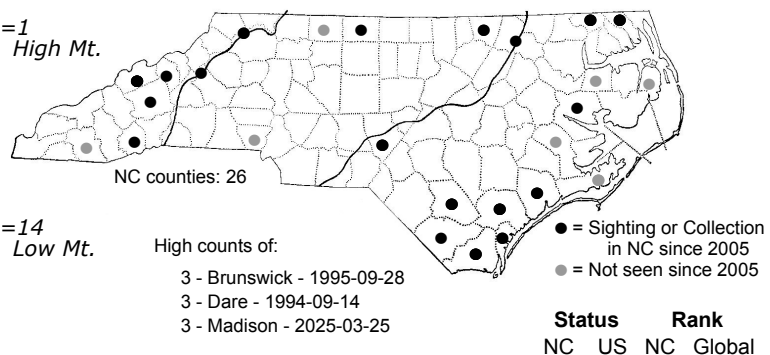 =1
High Mt.
NC counties: 26
=14
Low Mt.
High counts of:
3 - Brunswick - 1995-09-28
3 - Dare - 1994-09-14
3 - Madison - 2025-03-25
= Sighting or Collection
in NC since 2005
= Not seen since 2005
Status Rank
NC US NC Global